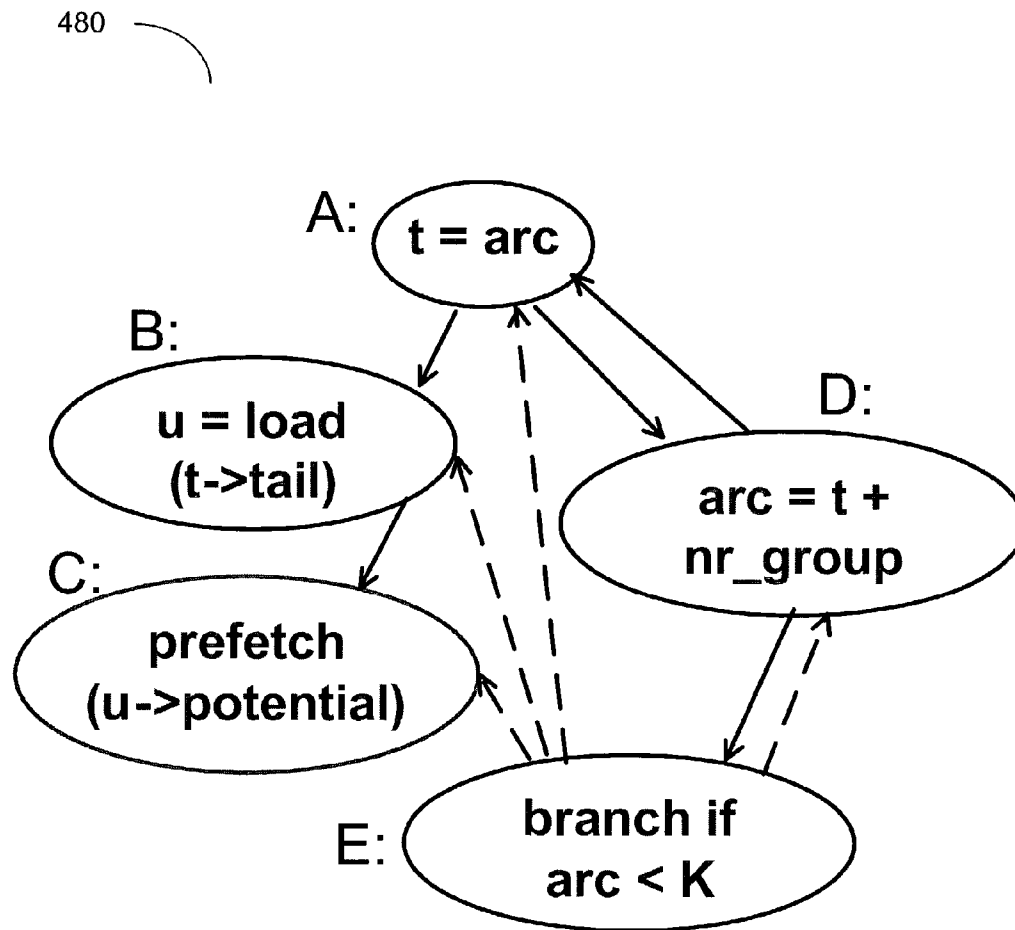 480
A:
t = arc
B:
u = load
(t->tail)
D:
arc = t +
nr_group
C:
prefetch
(u->potential)
E:
branch if
arc < K